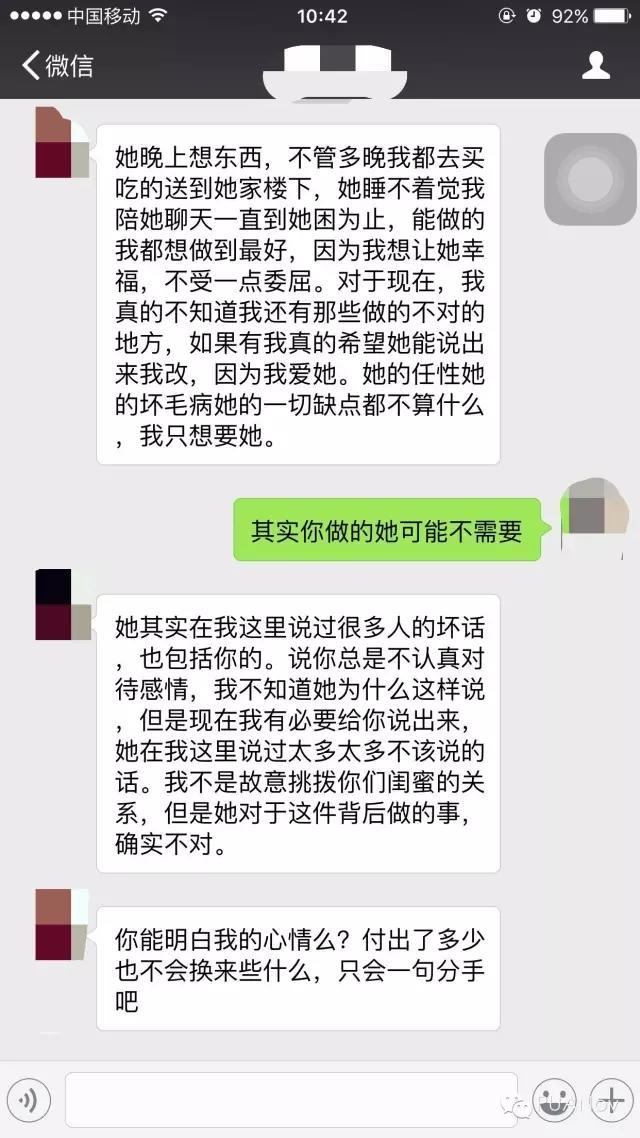 中国移动
10:42
92%
微信
她晚上想东西，不管多晚我都去买
吃的送到她家楼下，她睡不着觉我
陪她聊天一直到她困为止，能做的
我都想做到最好，因为我想让她幸
福，不受一点委屈。对于现在，我
真的不知道我还有那些做的不对的
地方，如果有我真的希望她能说出
来我改，因为我爱她。她的任性她
的坏毛病她的一切缺点都不算什么
，我只想要她。
其实你做的她可能不需要
她其实在我这里说过很多人的坏话
，也包括你的。说你总是不认真对
待感情，我不知道她为什么这样说
，但是现在我有必要给你说出来，
她在我这里说过太多太多不该说的
话。我不是故意挑拨你们闺蜜的关
系，但是她对于这件背后做的事，
确实不对。
你能明白我的心情么？付出了多少
也不会换来些什么，只会一句分手
吧